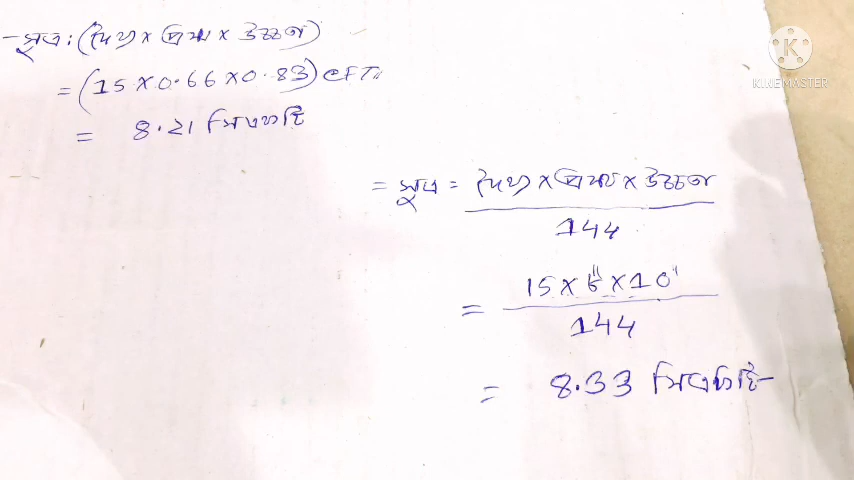 - সূত্র: (দৈর্ঘ্য × প্রস্থ × উচ্চতা)
= (15 × 0.66 × 0.83) CFT
= 8.21 সিএফটি
= সূত্র = দৈর্ঘ্য × প্রস্থ × উচ্চতা
144
= 15 × 8" × 10"
144
= 8.33 সিএফটি
K
KINEMASTER